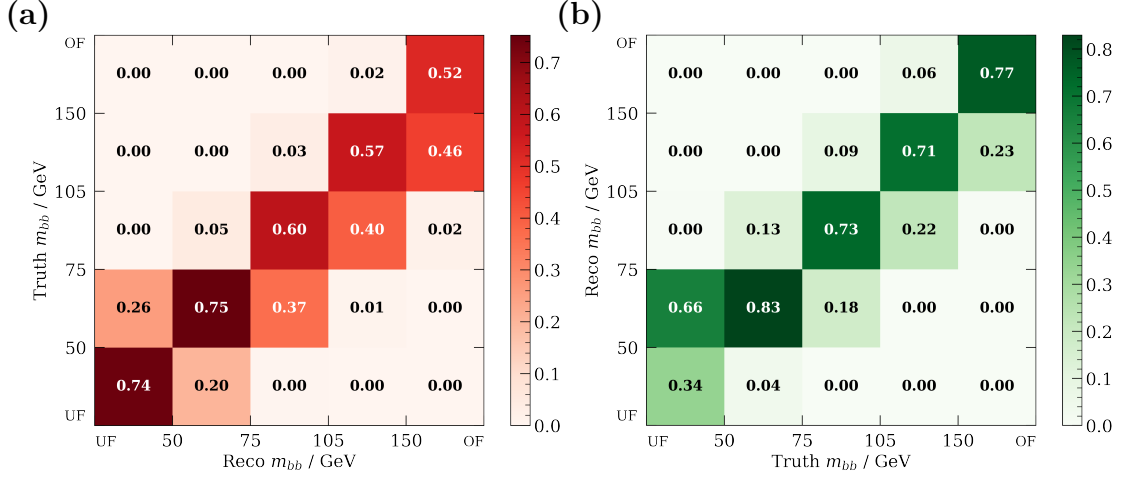 (a)
OF
0.00 0.00 0.00 0.02 0.52
150
0.00 0.00 0.03 0.57 0.46
105
0.00 0.05 0.60 0.40 0.02
75
0.26 0.75 0.37 0.01 0.00
50
0.74 0.20 0.00 0.00 0.00
UF
UF 50 75 105 150 OF
Reco m_{bb} / GeV
Truth m_{bb} / GeV
0.7
0.6
0.5
0.4
0.3
0.2
0.1
0.0
(b)
OF
0.00 0.00 0.00 0.06 0.77
150
0.00 0.00 0.09 0.71 0.23
105
0.00 0.13 0.73 0.22 0.00
75
0.66 0.83 0.18 0.00 0.00
50
0.34 0.04 0.00 0.00 0.00
UF
UF 50 75 105 150 OF
Truth m_{bb} / GeV
Reco m_{bb} / GeV
0.8
0.7
0.6
0.5
0.4
0.3
0.2
0.1
0.0